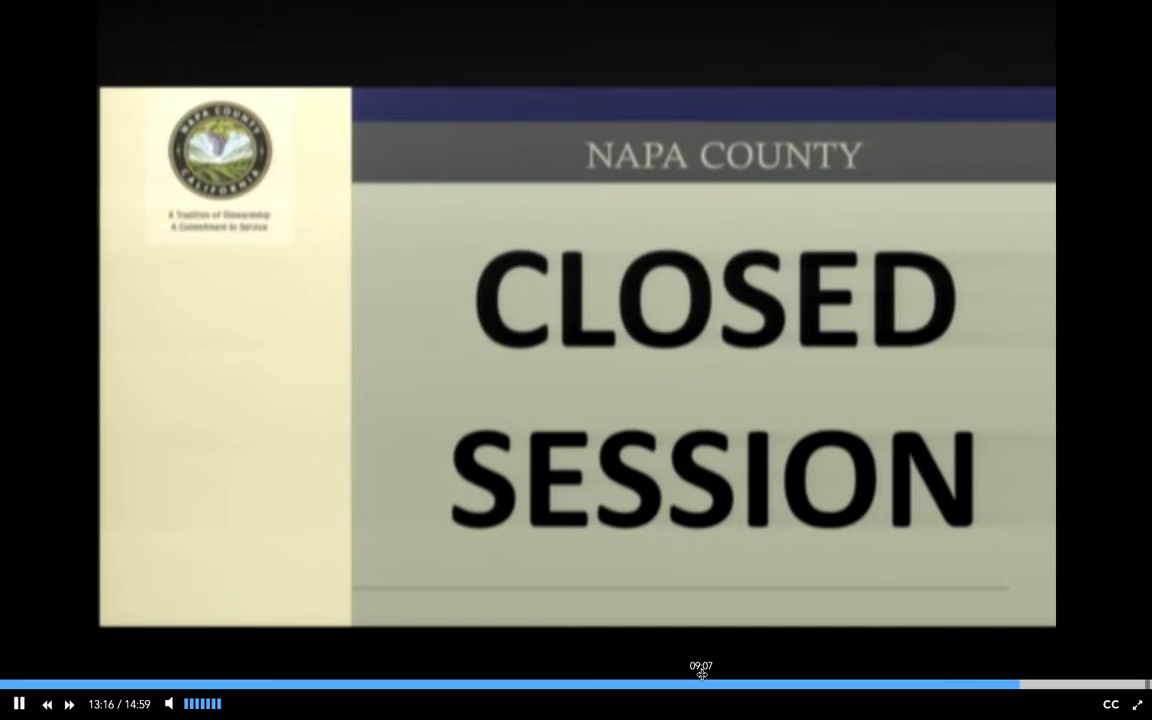 NAPA COUNTY
CALIFORNIA
A Tradition of Stewardship
A Commitment to Service
NAPA COUNTY
CLOSED
SESSION
09:07
13:16 / 14:59
CC